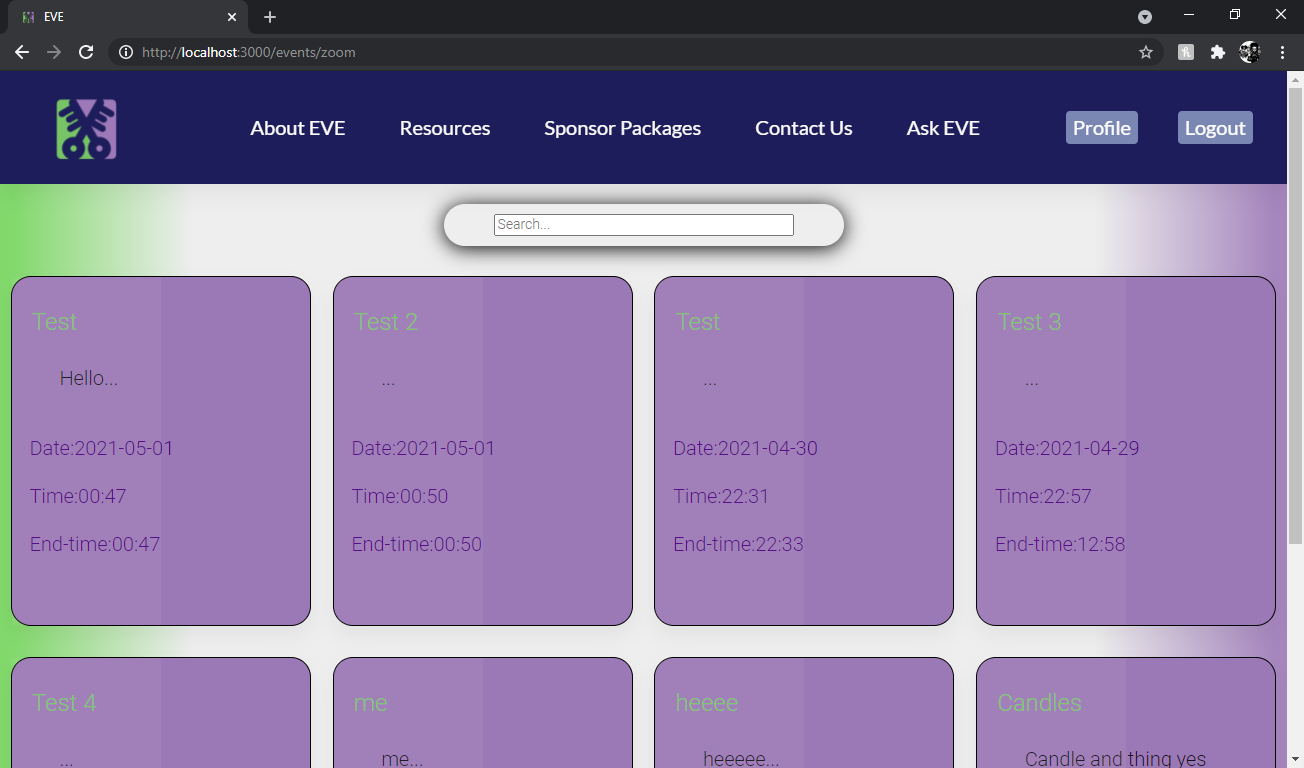 EVE
http://localhost:3000/events/zoom
About EVE Resources Sponsor Packages Contact Us Ask EVE Profile Logout
Search...
Test Test 2 Test Test 3
Hello... ... ... ...
Date:2021-05-01 Date:2021-05-01 Date:2021-04-30 Date:2021-04-29
Time:00:47 Time:00:50 Time:22:31 Time:22:57
End-time:00:47 End-time:00:50 End-time:22:33 End-time:12:58
Test 4 me heeee Candles
... me... heeeee... Candle and thing yes